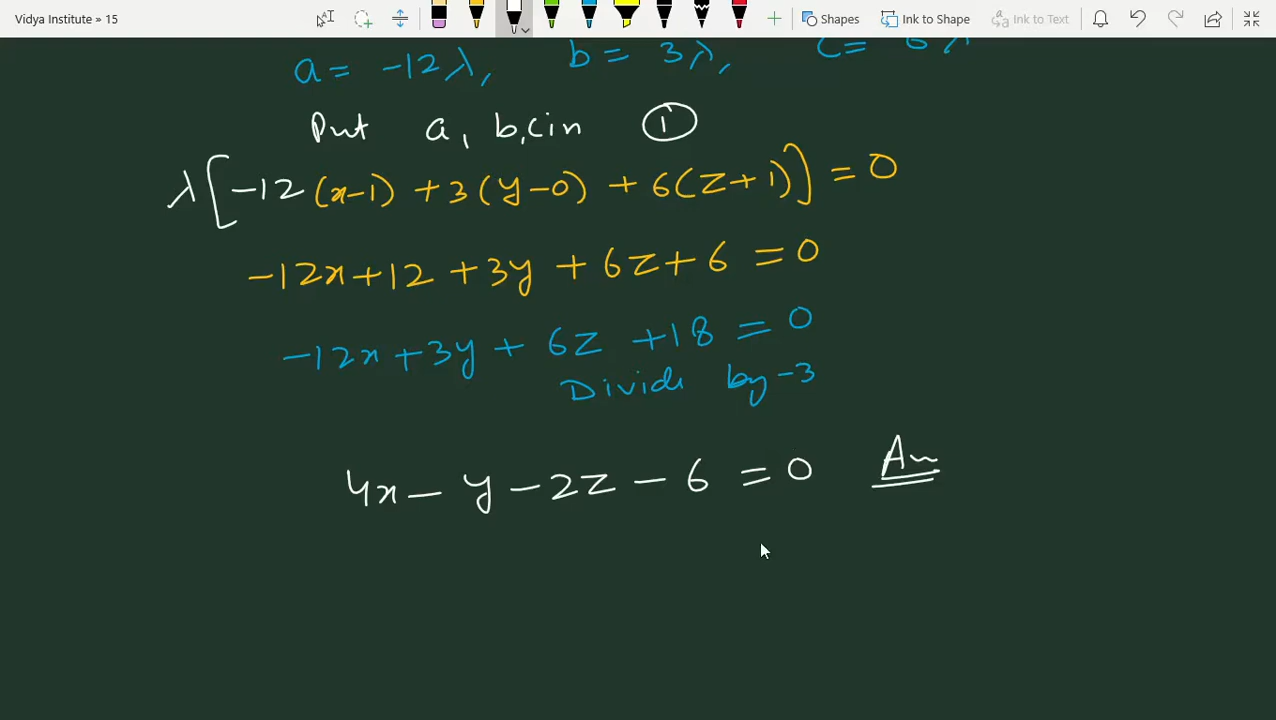 Vidya Institute » 15
Shapes
Ink to Shape
Ink to Text
a = -12λ, b = 3λ, c = 6λ
Put a, b, c in ①
λ[-12(x-1) + 3(y-0) + 6(z+1)] = 0
-12x+12 + 3y + 6z + 6 = 0
-12x + 3y + 6z + 18 = 0
Divide by -3
4x - y - 2z - 6 = 0 An